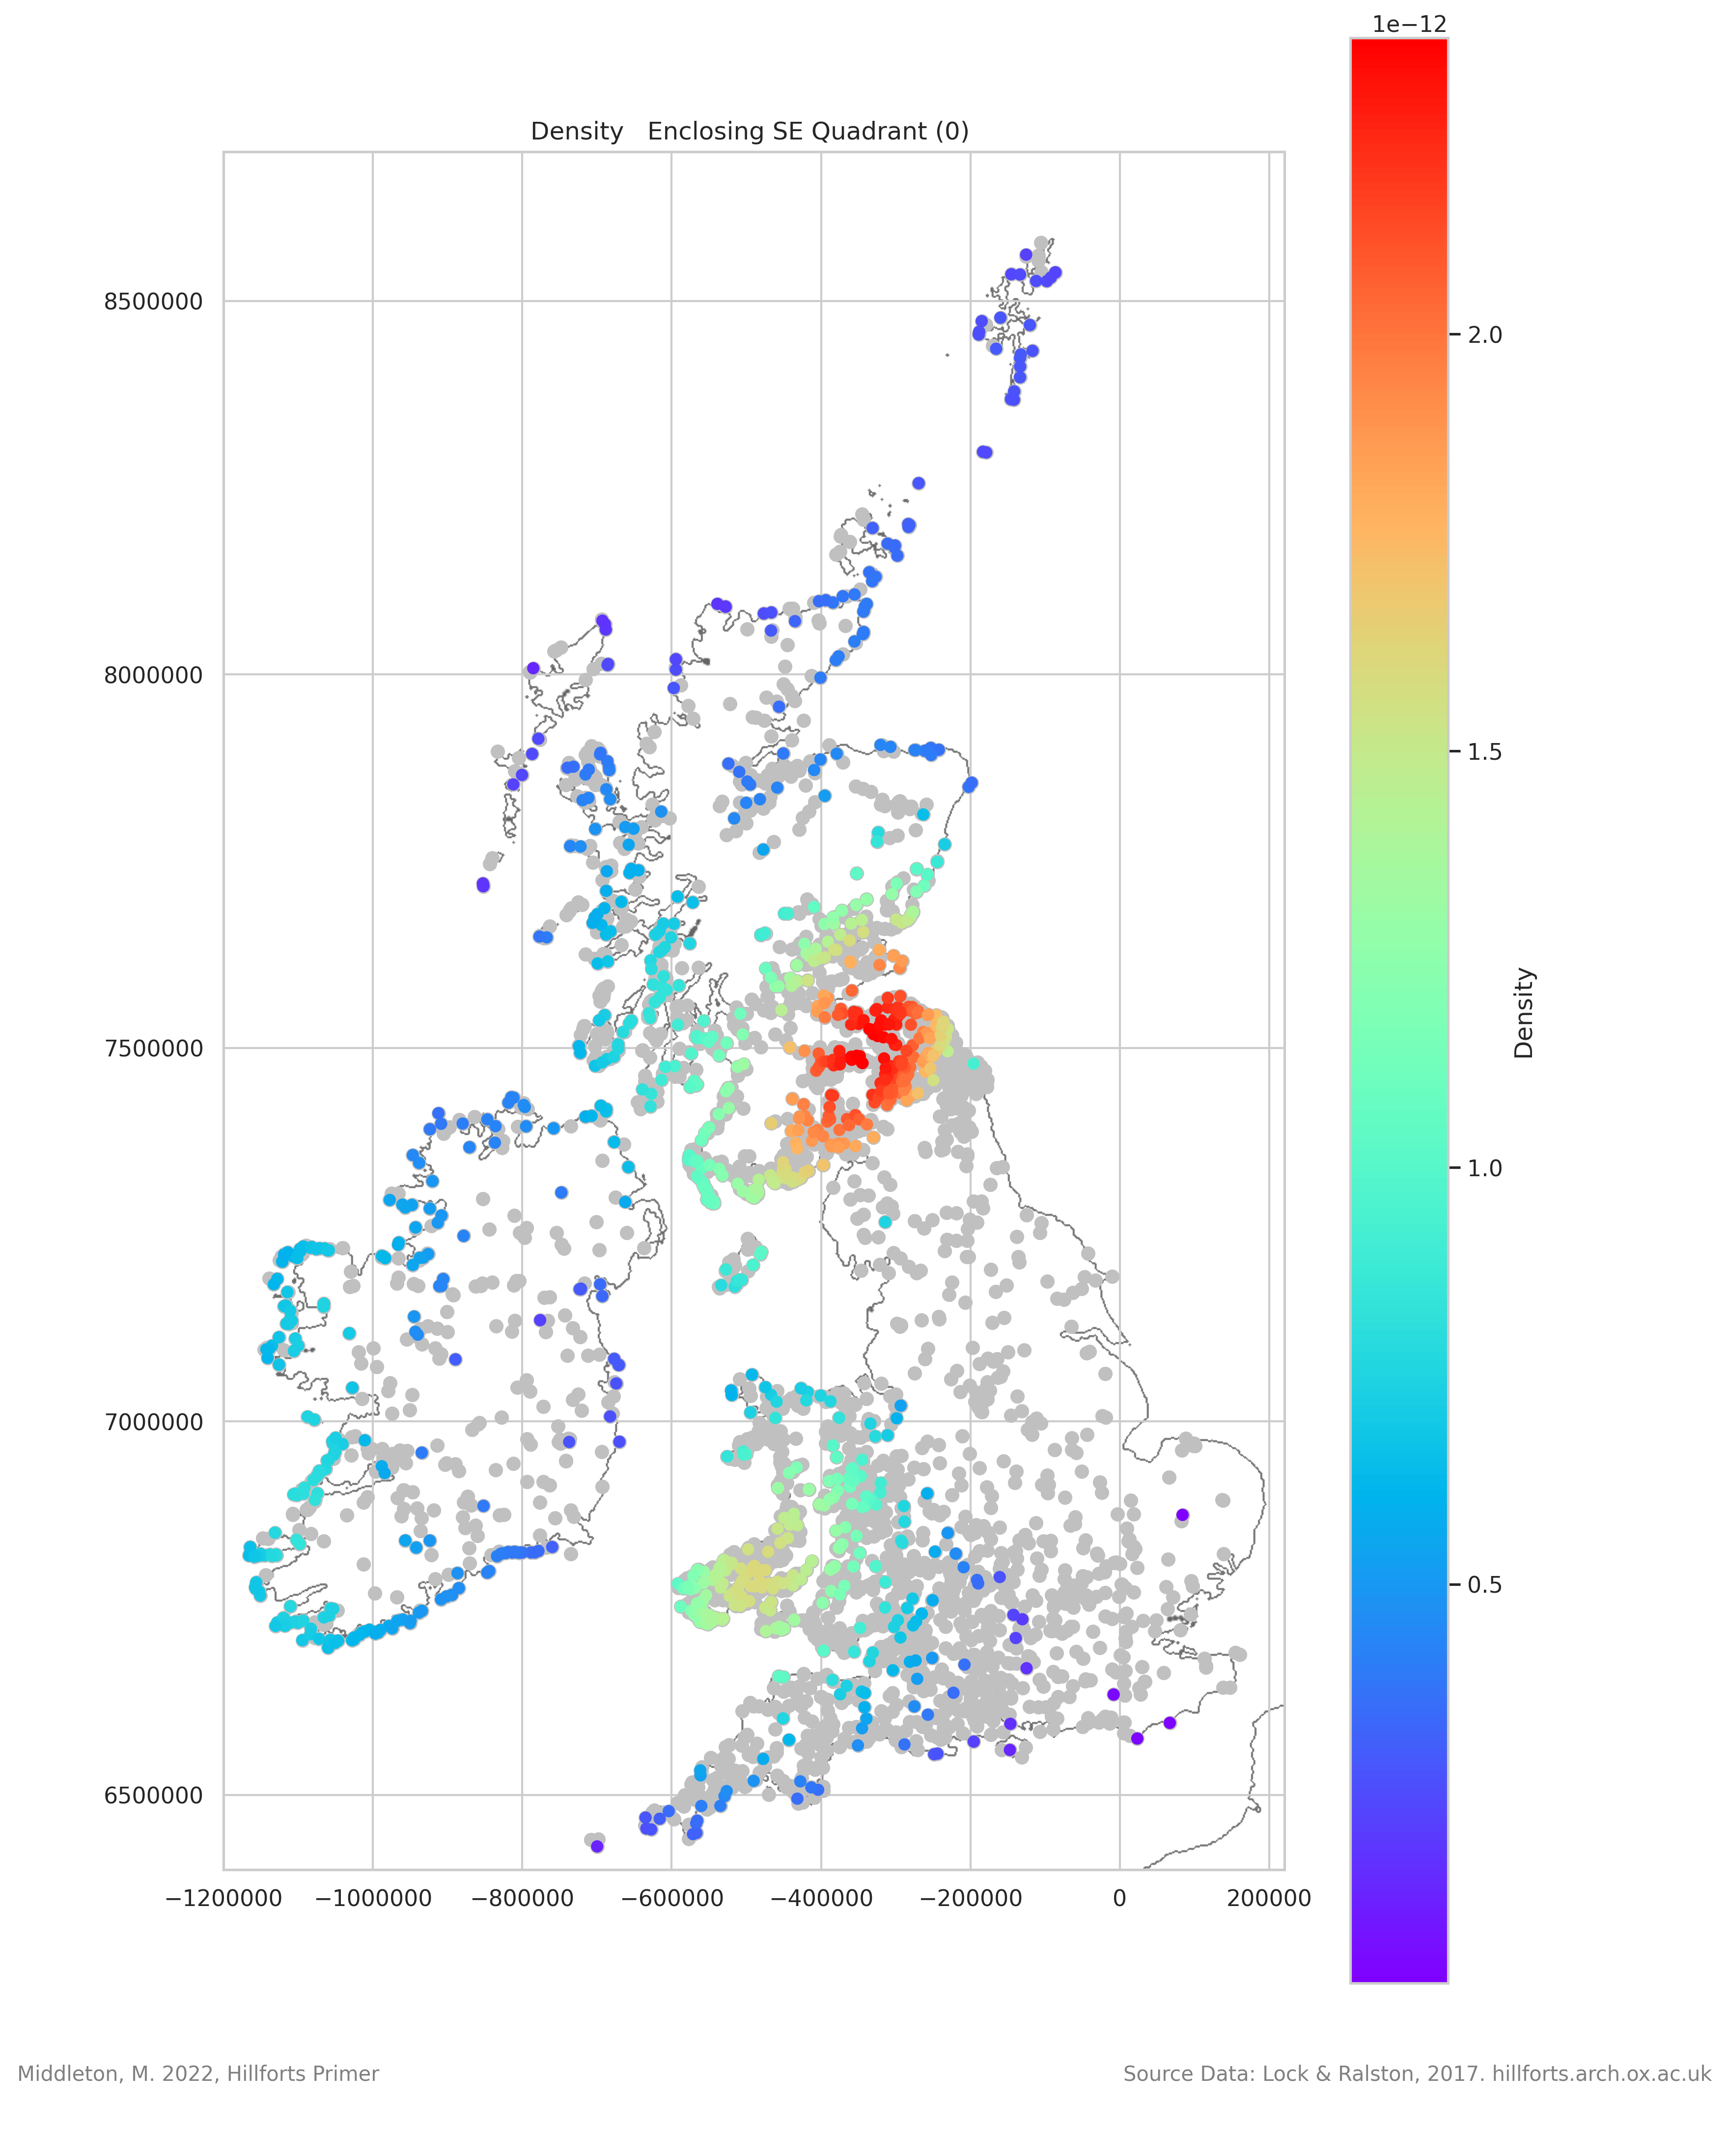 1e−12
Density   Enclosing SE Quadrant (0)
8500000
8000000
7500000
7000000
6500000
−1200000 −1000000 −800000 −600000 −400000 −200000 0 200000
2.0
1.5
1.0
0.5
Density
Middleton, M. 2022, Hillforts Primer
Source Data: Lock & Ralston, 2017. hillforts.arch.ox.ac.uk